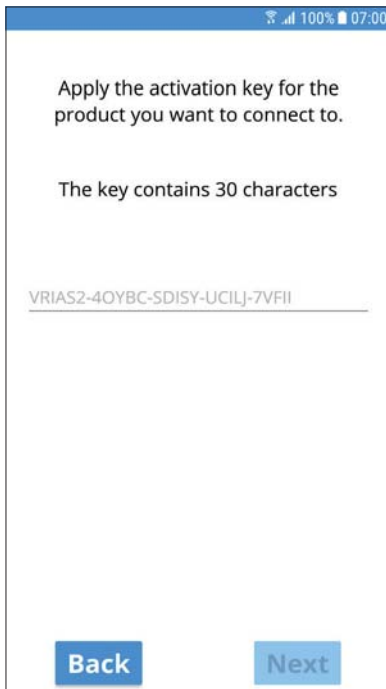 100% 07:00
Apply the activation key for the
product you want to connect to.
The key contains 30 characters
VRIAS2-4OYBC-SDISY-UCILJ-7VFII
Back
Next